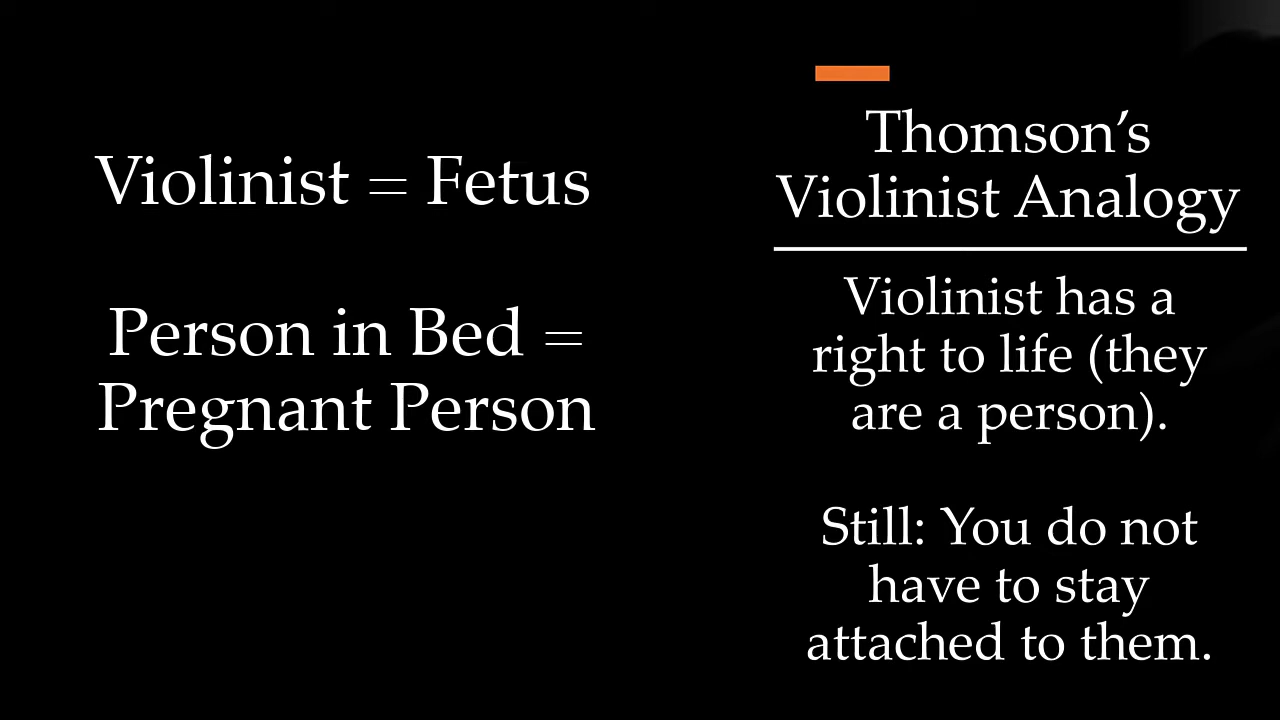 Violinist = Fetus
Person in Bed =
Pregnant Person
Thomson’s
Violinist Analogy
Violinist has a
right to life (they
are a person).
Still: You do not
have to stay
attached to them.